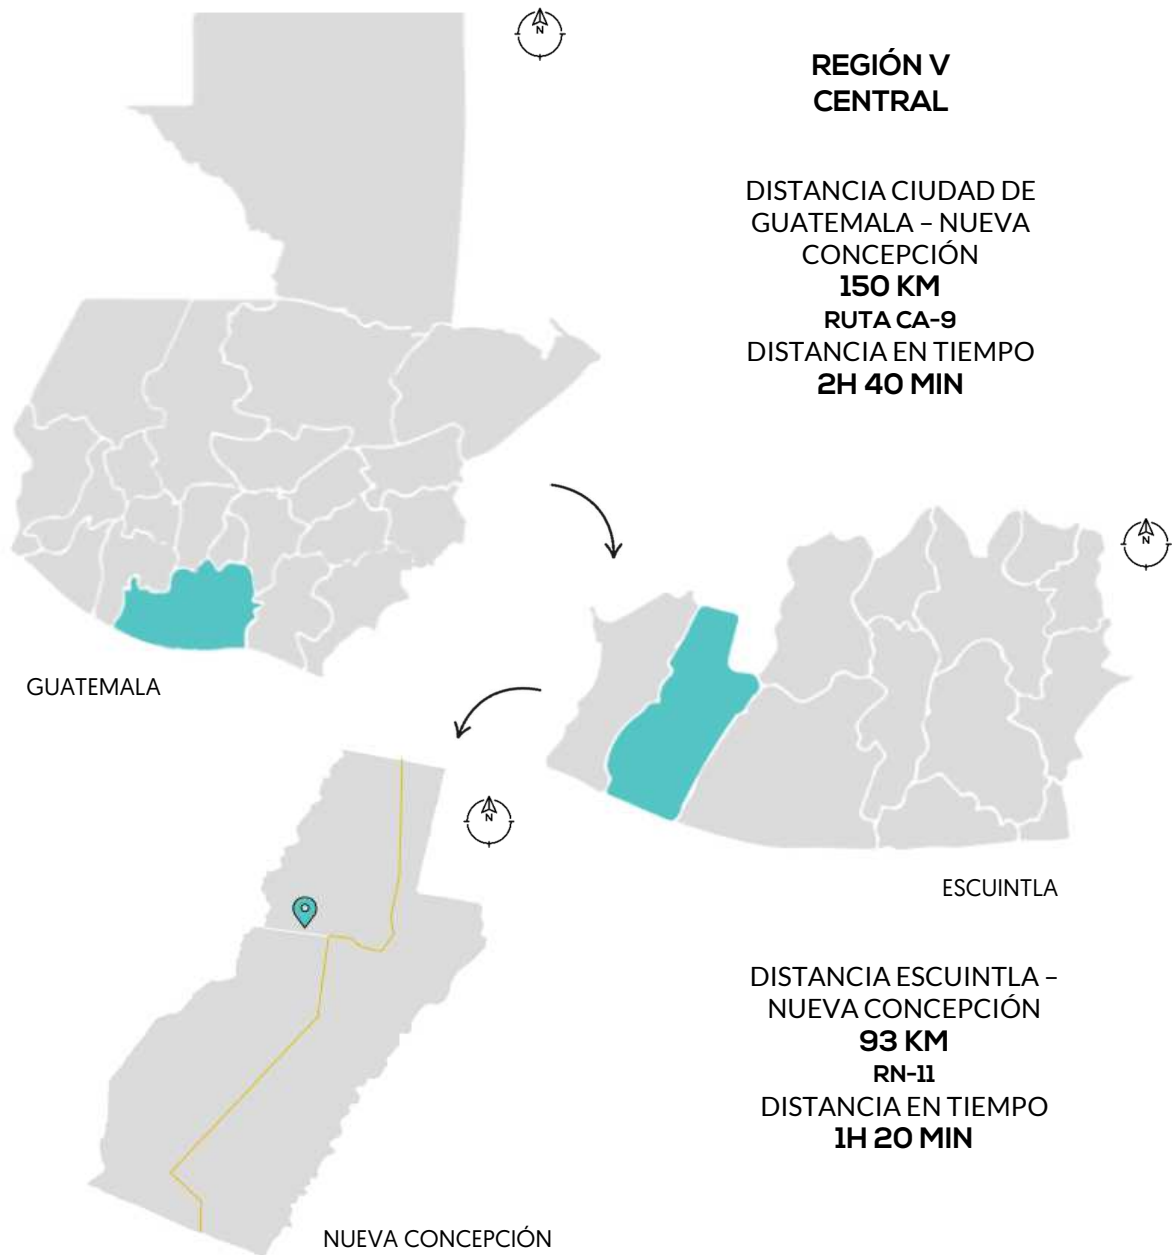 N
REGIÓN V
CENTRAL
DISTANCIA CIUDAD DE
GUATEMALA – NUEVA
CONCEPCIÓN
150 KM
RUTA CA-9
DISTANCIA EN TIEMPO
2H 40 MIN
N
GUATEMALA
N
ESCUINTLA
DISTANCIA ESCUINTLA –
NUEVA CONCEPCIÓN
93 KM
RN-11
DISTANCIA EN TIEMPO
1H 20 MIN
NUEVA CONCEPCIÓN